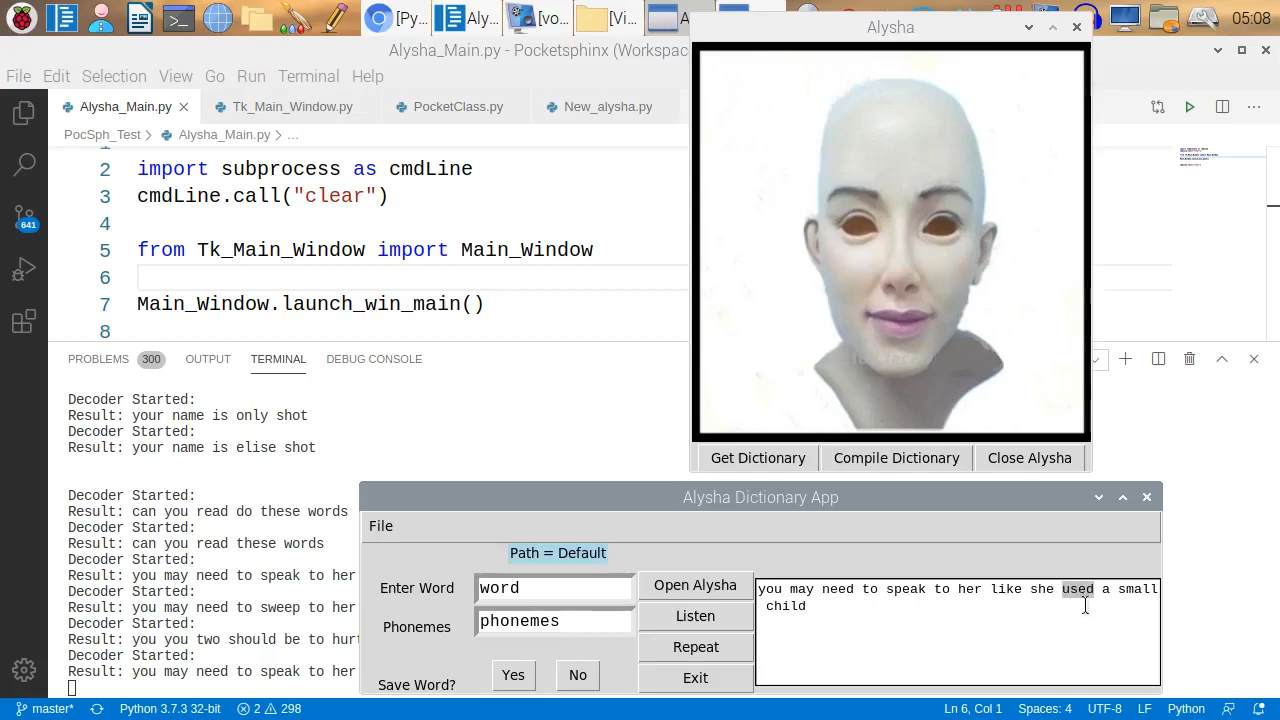 [Py...
Aly...
[vo...
[Vi...
A
05:08
Alysha_Main.py - Pocketsphinx (Workspac
Alysha
File Edit Selection View Go Run Terminal Help
Alysha_Main.py
Tk_Main_Window.py
PocketClass.py
New_alysha.py
PocSph_Test > Alysha_Main.py > ...
2 import subprocess as cmdLine
3 cmdLine.call("clear")
4
5 from Tk_Main_Window import Main_Window
6
7 Main_Window.launch_win_main()
8
641
PROBLEMS 300 OUTPUT TERMINAL DEBUG CONSOLE
Decoder Started:
Result: your name is only shot
Decoder Started:
Result: your name is elise shot
Decoder Started:
Result: can you read do these words
Decoder Started:
Result: can you read these words
Decoder Started:
Result: you may need to speak to her
Decoder Started:
Result: you may need to sweep to her
Decoder Started:
Result: you you two should be to hurt
Decoder Started:
Result: you may need to speak to her
Get Dictionary
Compile Dictionary
Close Alysha
Alysha Dictionary App
File
Path = Default
Enter Word
word
Phonemes
phonemes
Save Word?
Yes
No
Open Alysha
Listen
Repeat
Exit
you may need to speak to her like she used a small
child
master*
Python 3.7.3 32-bit
2
298
Ln 6, Col 1
Spaces: 4
UTF-8
LF
Python